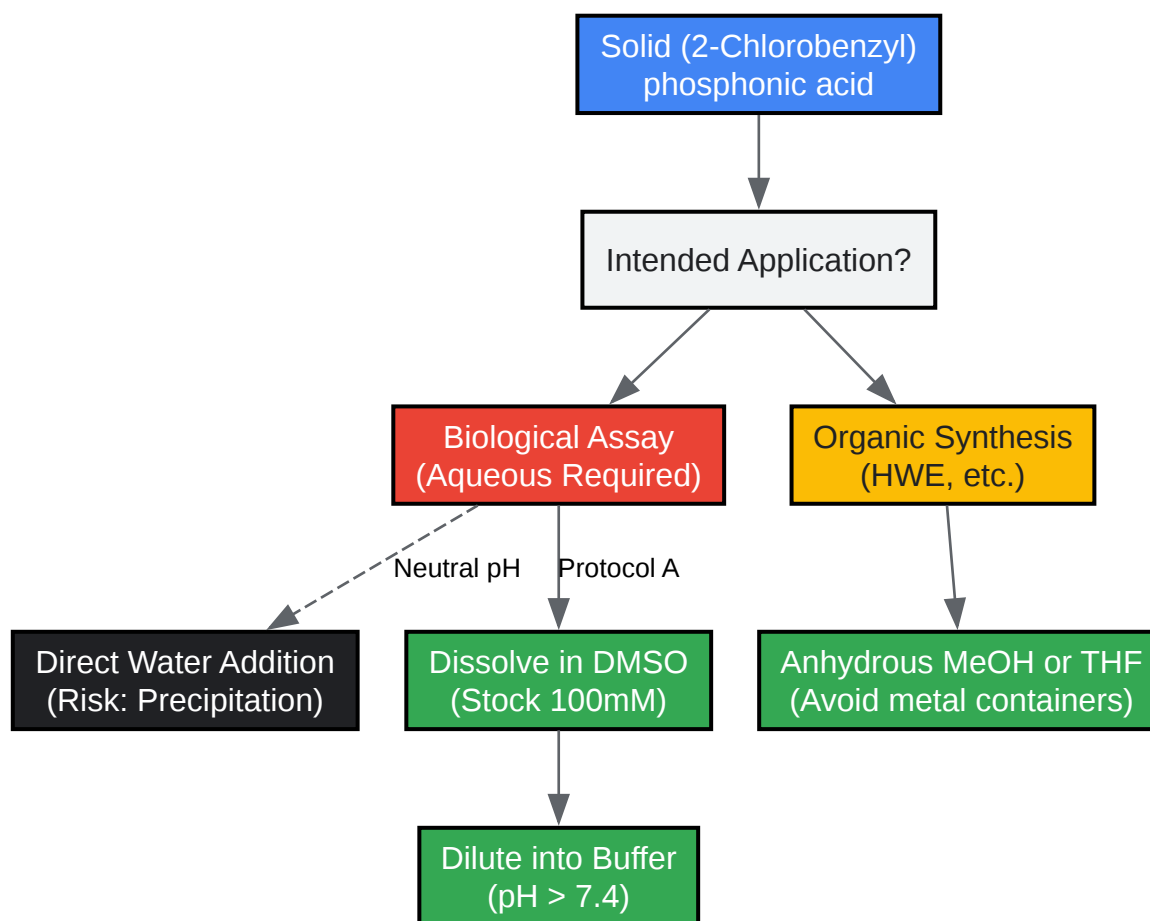 Solid (2-Chlorobenzyl)
phosphonic acid
Intended Application?
Biological Assay
(Aqueous Required)
Organic Synthesis
(HWE, etc.)
Neutral pH
Protocol A
Direct Water Addition
(Risk: Precipitation)
Dissolve in DMSO
(Stock 100mM)
Anhydrous MeOH or THF
(Avoid metal containers)
Dilute into Buffer
(pH > 7.4)